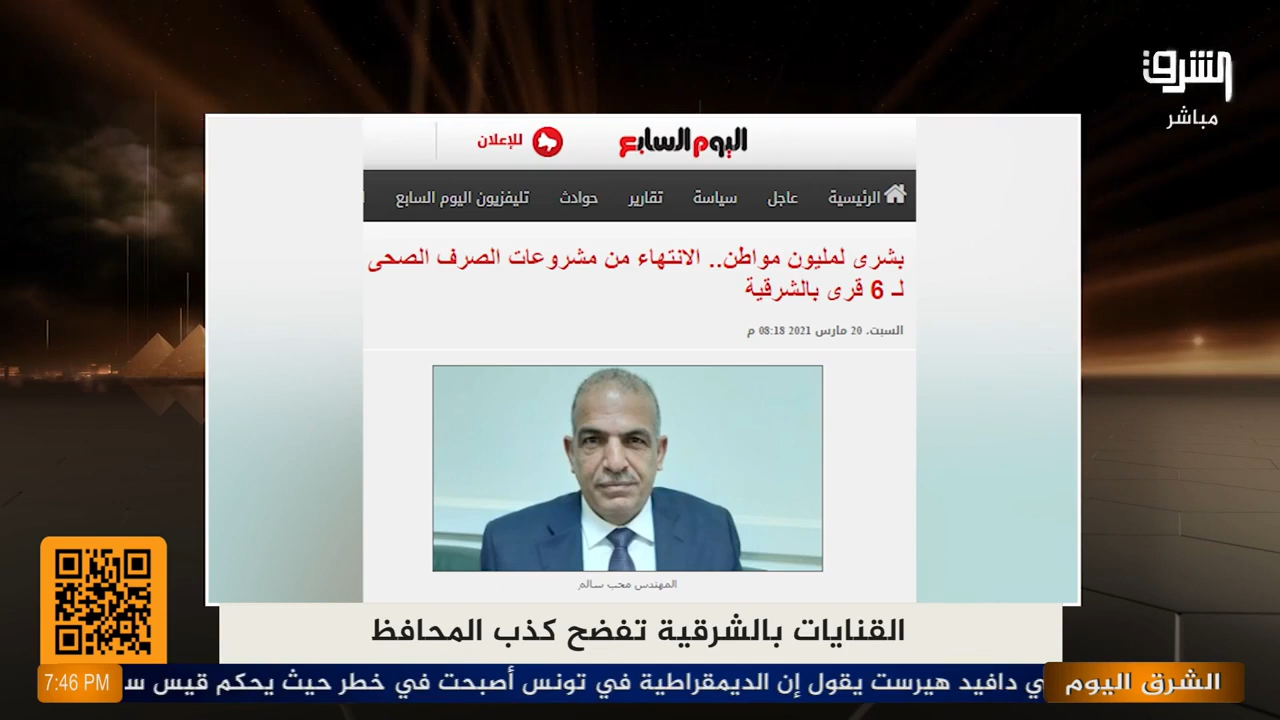 الشرق
مباشر
اليوم السابع
للإعلان
الرئيسية عاجل سياسة تقارير حوادث تليفزيون اليوم السابع
بشرى لمليون مواطن.. الانتهاء من مشروعات الصرف الصحى
لـ 6 قرى بالشرقية
السبت، 20 مارس 2021 08:18 م
المهندس محب سالم
القنايات بالشرقية تفضح كذب المحافظ
الشرق اليوم
ي دافيد هيرست يقول إن الديمقراطية في تونس أصبحت في خطر حيث يحكم قيس س
7:46 PM